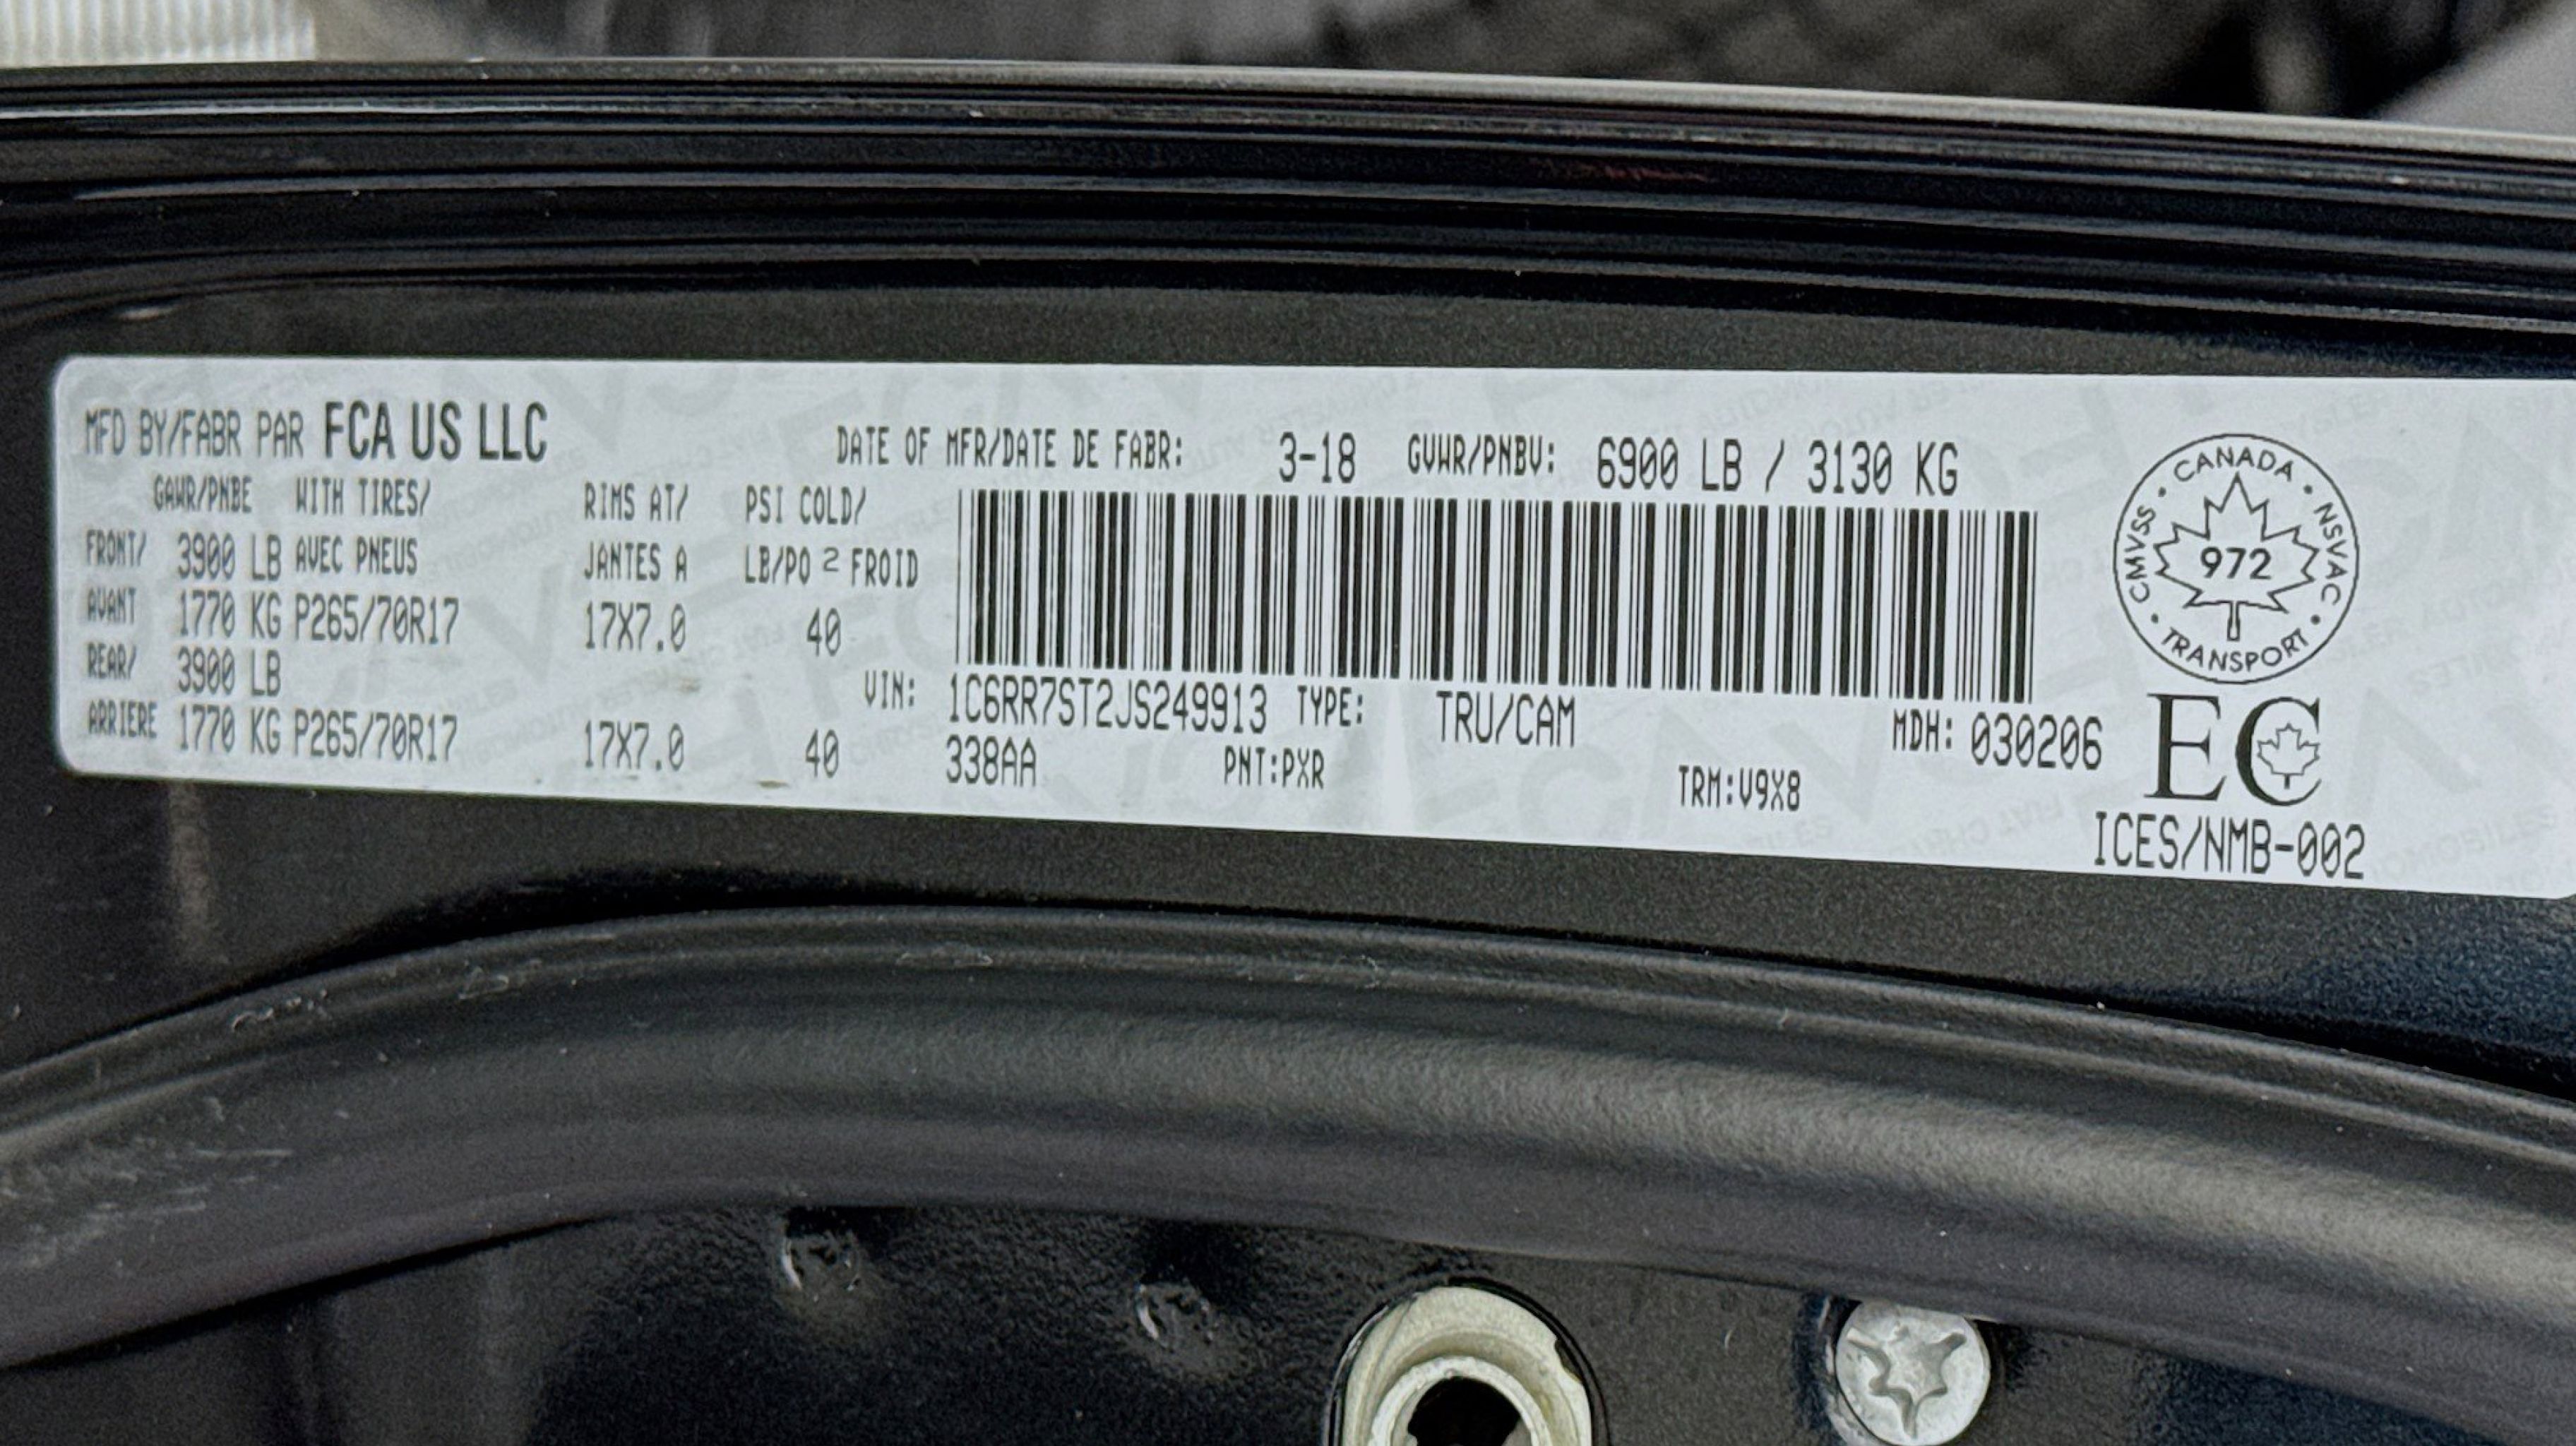 MFD BY/FABR PAR FCA US LLC
DATE OF MFR/DATE DE FABR: 3-18 GVWR/PNBV: 6900 LB / 3130 KG
GAWR/PNBE WITH TIRES/ RIMS AT/ PSI COLD/
FRONT/ 3900 LB AVEC PNEUS JANTES A LB/PO 2 FROID
AVANT 1770 KG P265/70R17 17X7.0 40
REAR/ 3900 LB
ARRIERE 1770 KG P265/70R17 17X7.0 40
VIN: 1C6RR7ST2JS249913 TYPE: TRU/CAM MDH: 030206
338AA PNT:PXR TRM:V9X8
CANADA
CMVSS • NSVAC
972
TRANSPORT
EC
ICES/NMB-002